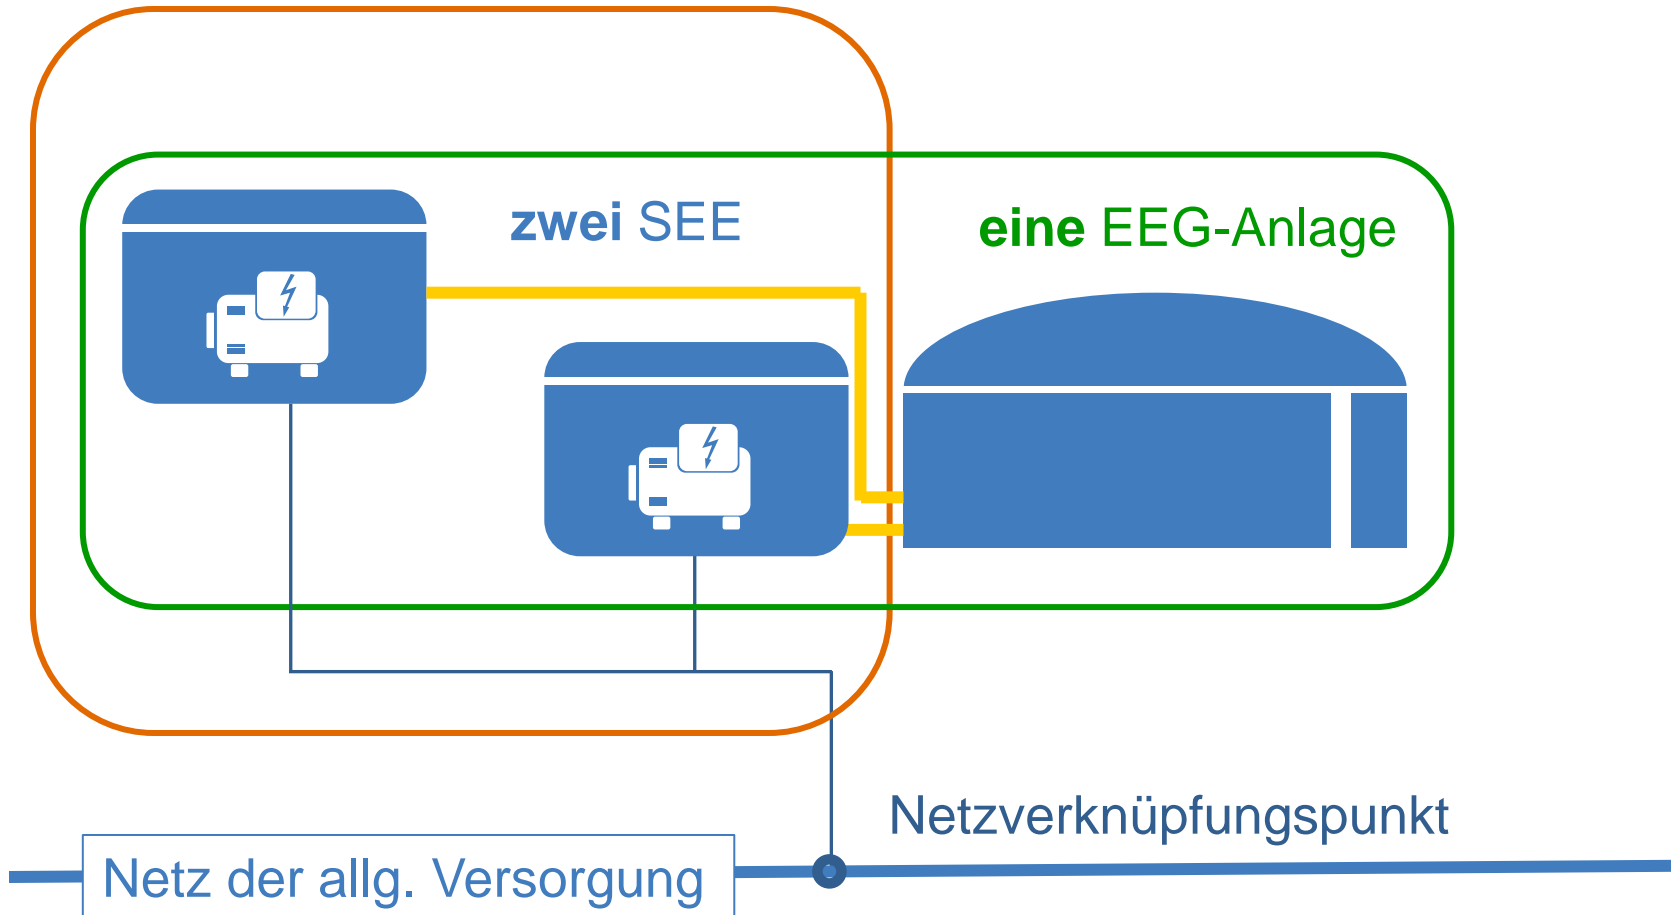 zwei SEE
eine EEG-Anlage
Netzverknüpfungspunkt
Netz der allg. Versorgung